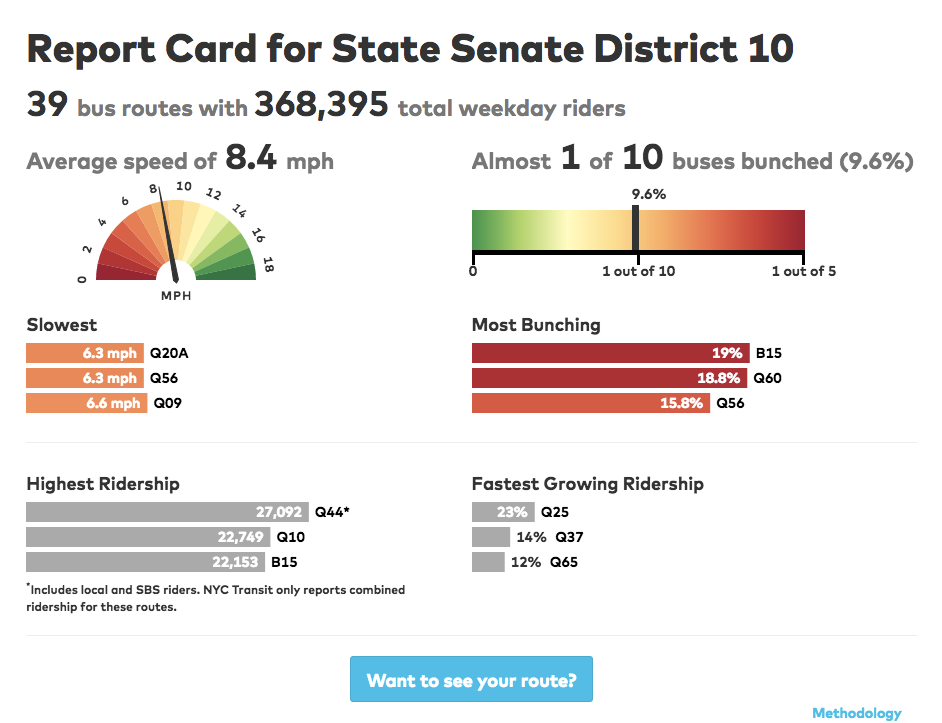 Report Card for State Senate District 10
39 bus routes with 368,395 total weekday riders
Average speed of 8.4 mph
0 2 4 6 8 10 12 14 16 18
MPH
Almost 1 of 10 buses bunched (9.6%)
9.6%
0 1 out of 10 1 out of 5
Slowest
6.3 mph Q20A
6.3 mph Q56
6.6 mph Q09
Most Bunching
19% B15
18.8% Q60
15.8% Q56
Highest Ridership
27,092 Q44*
22,749 Q10
22,153 B15
*Includes local and SBS riders. NYC Transit only reports combined
ridership for these routes.
Fastest Growing Ridership
23% Q25
14% Q37
12% Q65
Want to see your route?
Methodology